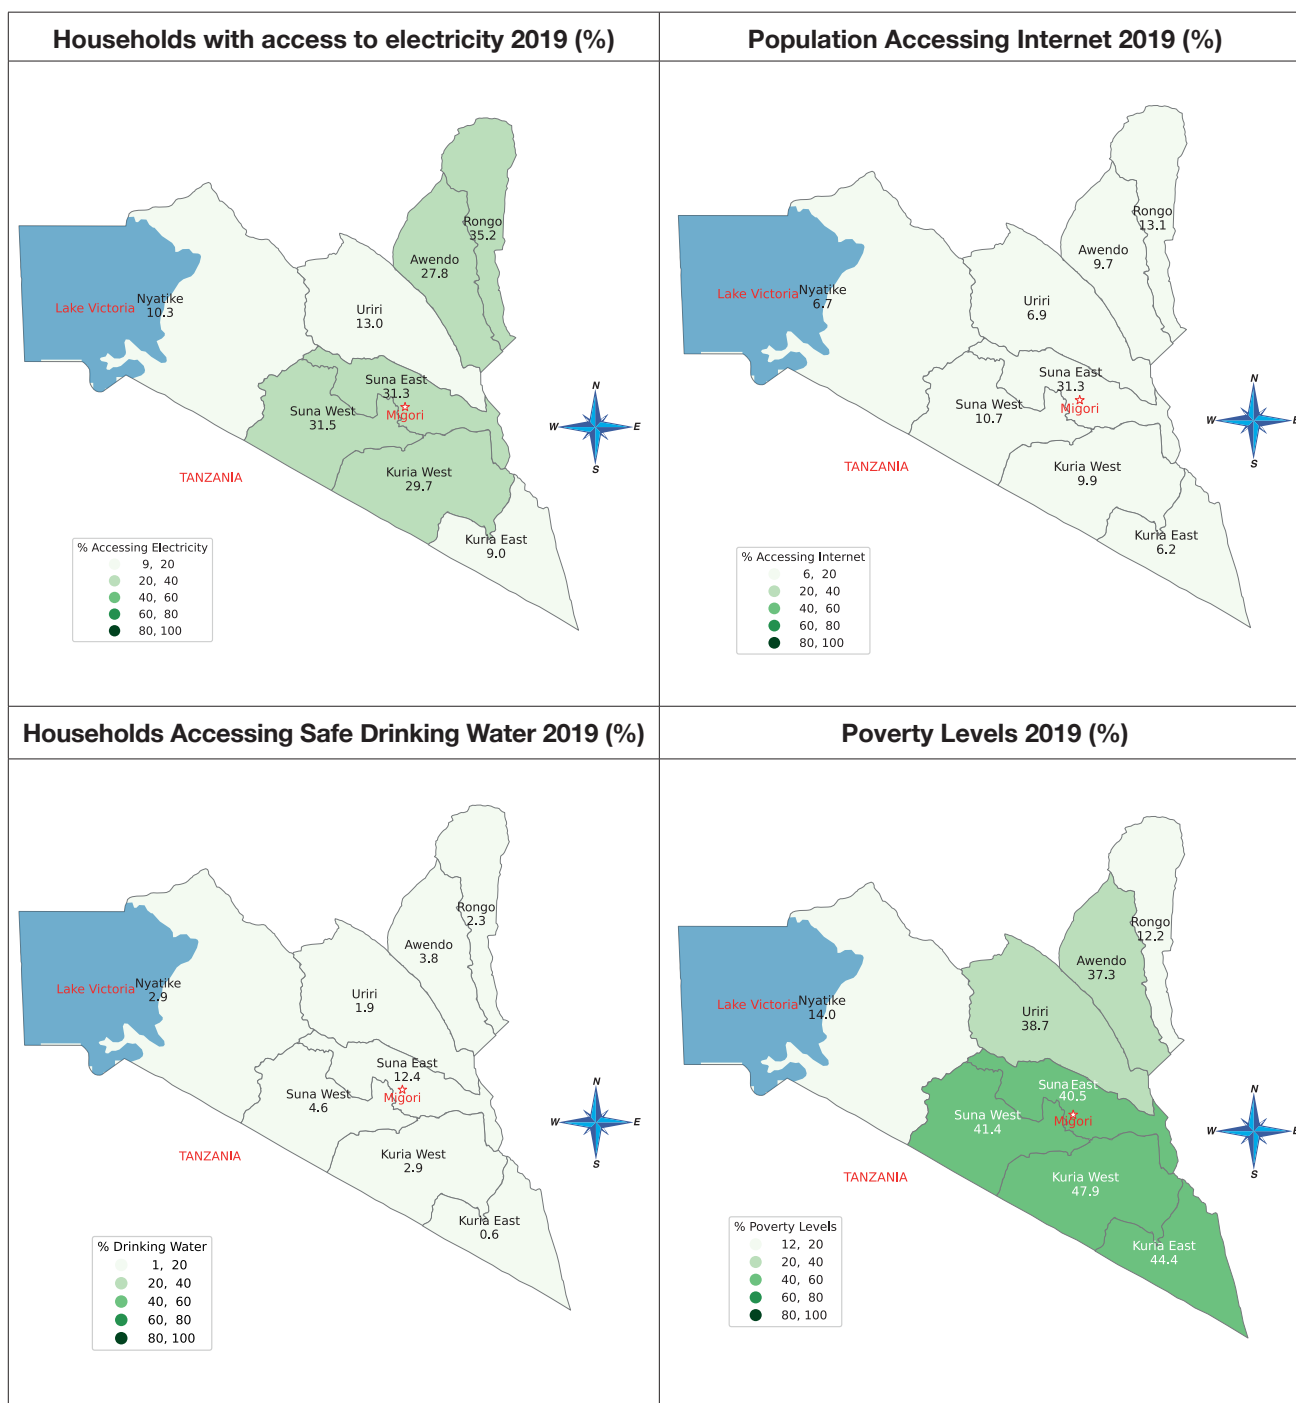 Households with access to electricity 2019 (%)
Rongo
35.2
Awendo
27.8
Lake Victoria
Nyatike
10.3
Uriri
13.0
Suna East
31.3
Migori
Suna West
31.5
Kuria West
29.7
TANZANIA
Kuria East
9.0
N
W
E
S
% Accessing Electricity
9, 20
20, 40
40, 60
60, 80
80, 100
Population Accessing Internet 2019 (%)
Rongo
13.1
Awendo
9.7
Lake Victoria
Nyatike
6.7
Uriri
6.9
Suna East
31.3
Migori
Suna West
10.7
Kuria West
9.9
TANZANIA
Kuria East
6.2
N
W
E
S
% Accessing Internet
6, 20
20, 40
40, 60
60, 80
80, 100
Households Accessing Safe Drinking Water 2019 (%)
Rongo
2.3
Awendo
3.8
Lake Victoria
Nyatike
2.9
Uriri
1.9
Suna East
12.4
Migori
Suna West
4.6
Kuria West
2.9
TANZANIA
Kuria East
0.6
N
W
E
S
% Drinking Water
1, 20
20, 40
40, 60
60, 80
80, 100
Poverty Levels 2019 (%)
Rongo
12.2
Awendo
37.3
Lake Victoria
Nyatike
14.0
Uriri
38.7
Suna East
40.5
Migori
Suna West
41.4
Kuria West
47.9
TANZANIA
Kuria East
44.4
N
W
E
S
% Poverty Levels
12, 20
20, 40
40, 60
60, 80
80, 100